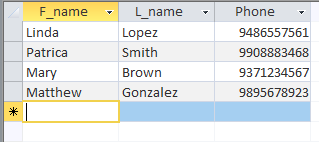 F_name L_name Phone
Linda Lopez 9486557561
Patrica Smith 9908883468
Mary Brown 9371234567
Matthew Gonzalez 9895678923